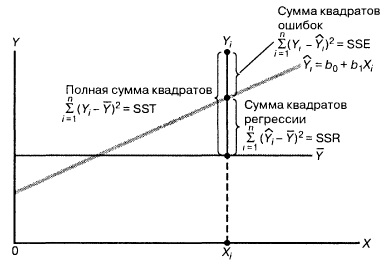 Сумма квадратов
ошибок
Y
Yᵢ
n
∑(Yᵢ – Ŷᵢ)² = SSE
i=1
Ŷᵢ = b₀ + b₁Xᵢ
Полная сумма квадратов
n
∑(Yᵢ – Ȳ)² = SST
i=1
Сумма квадратов
регрессии
n
∑(Ŷᵢ – Ȳ)² = SSR
i=1
Ȳ
0
Xᵢ
X